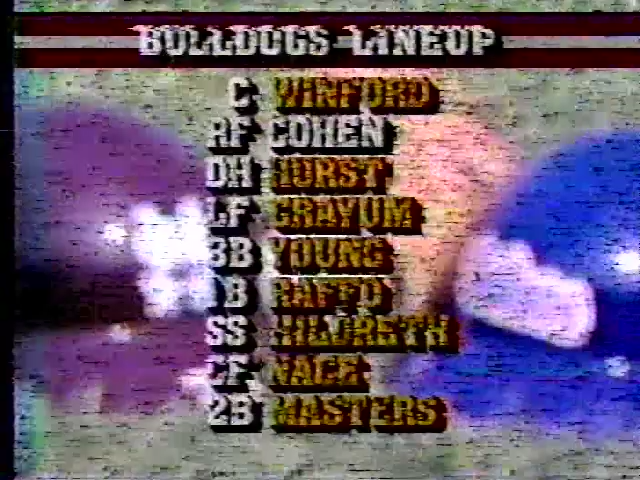 BULLDOGS LINEUP
C WINFORD
RF COHEN
DH HURST
LF GRAYUM
3B YOUNG
1B RAFFO
SS HILDRETH
CF NACE
2B MASTERS